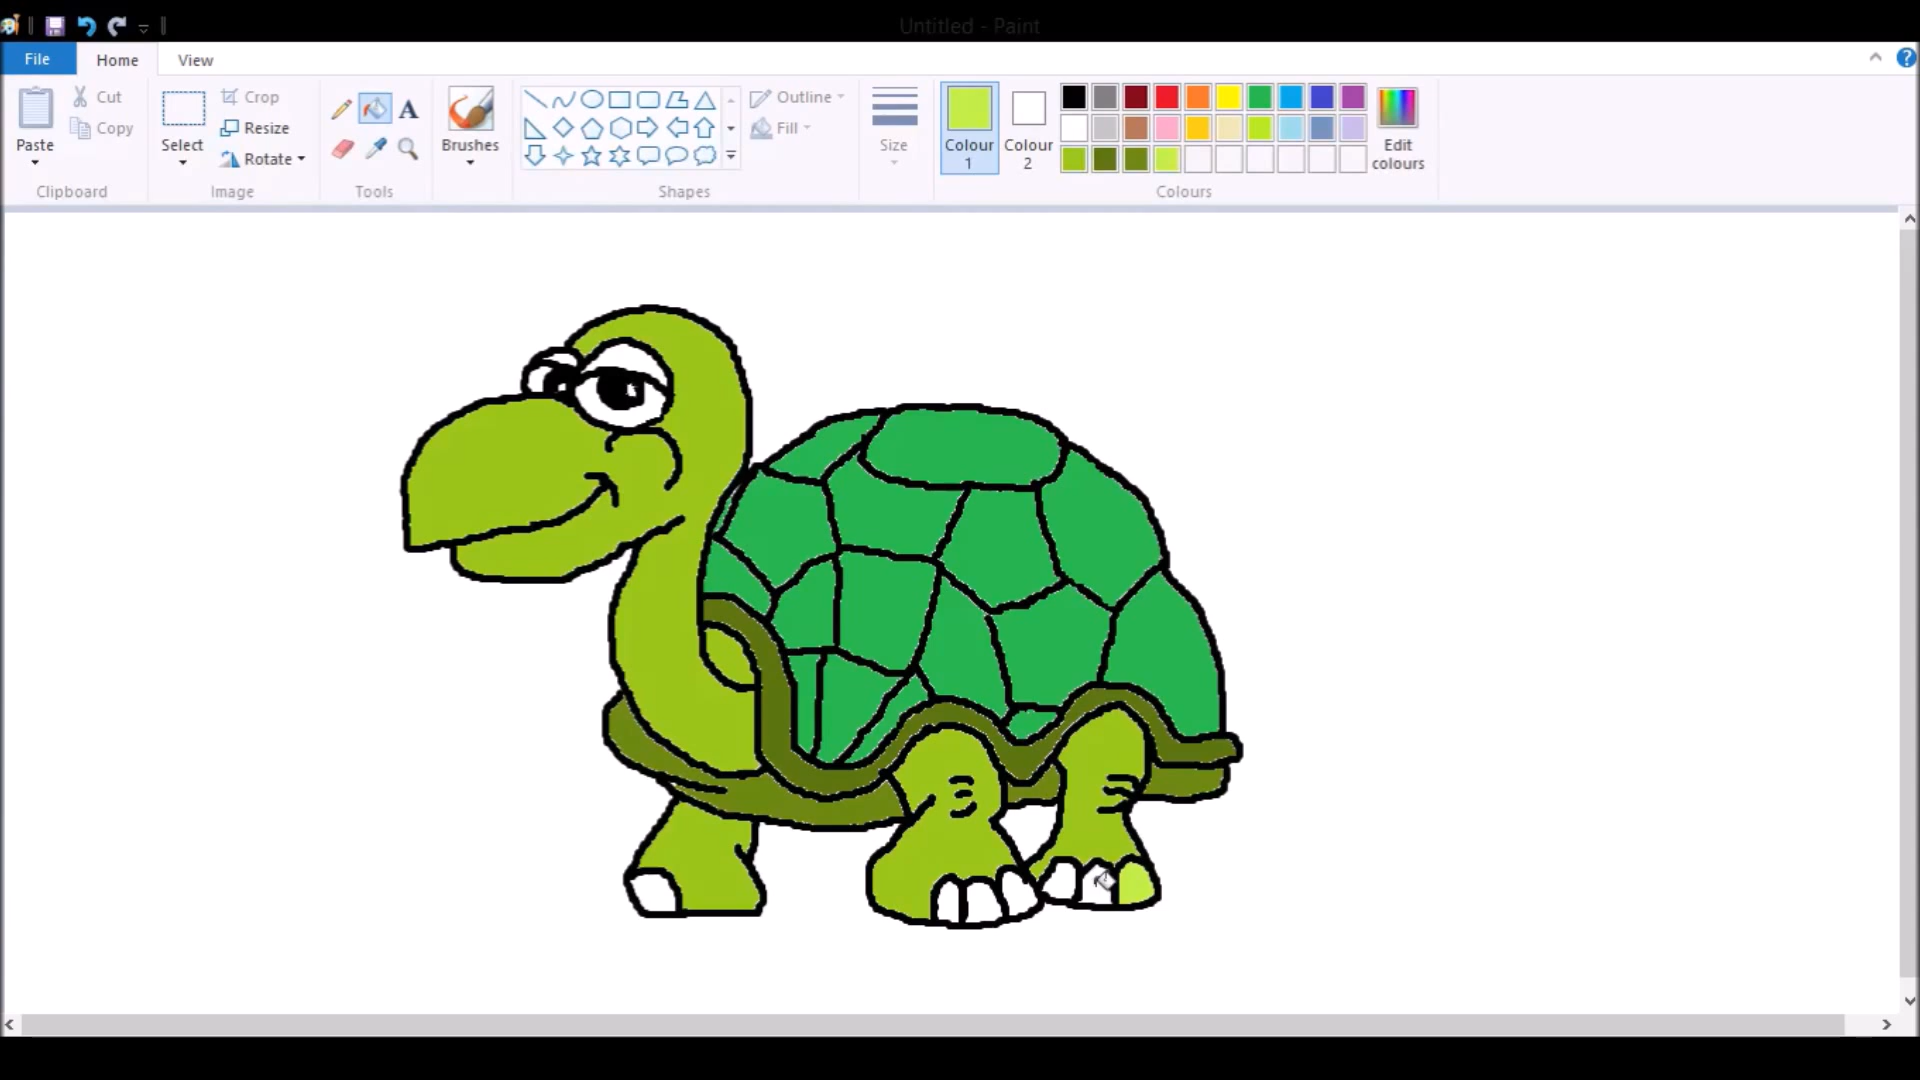 Untitled - Paint
File Home View
Paste
Cut
Copy
Clipboard
Select
Crop
Resize
Rotate
Image
A
Tools
Brushes
Shapes
Outline
Fill
Size
Colour 1
Colour 2
Edit colours
Colours
?